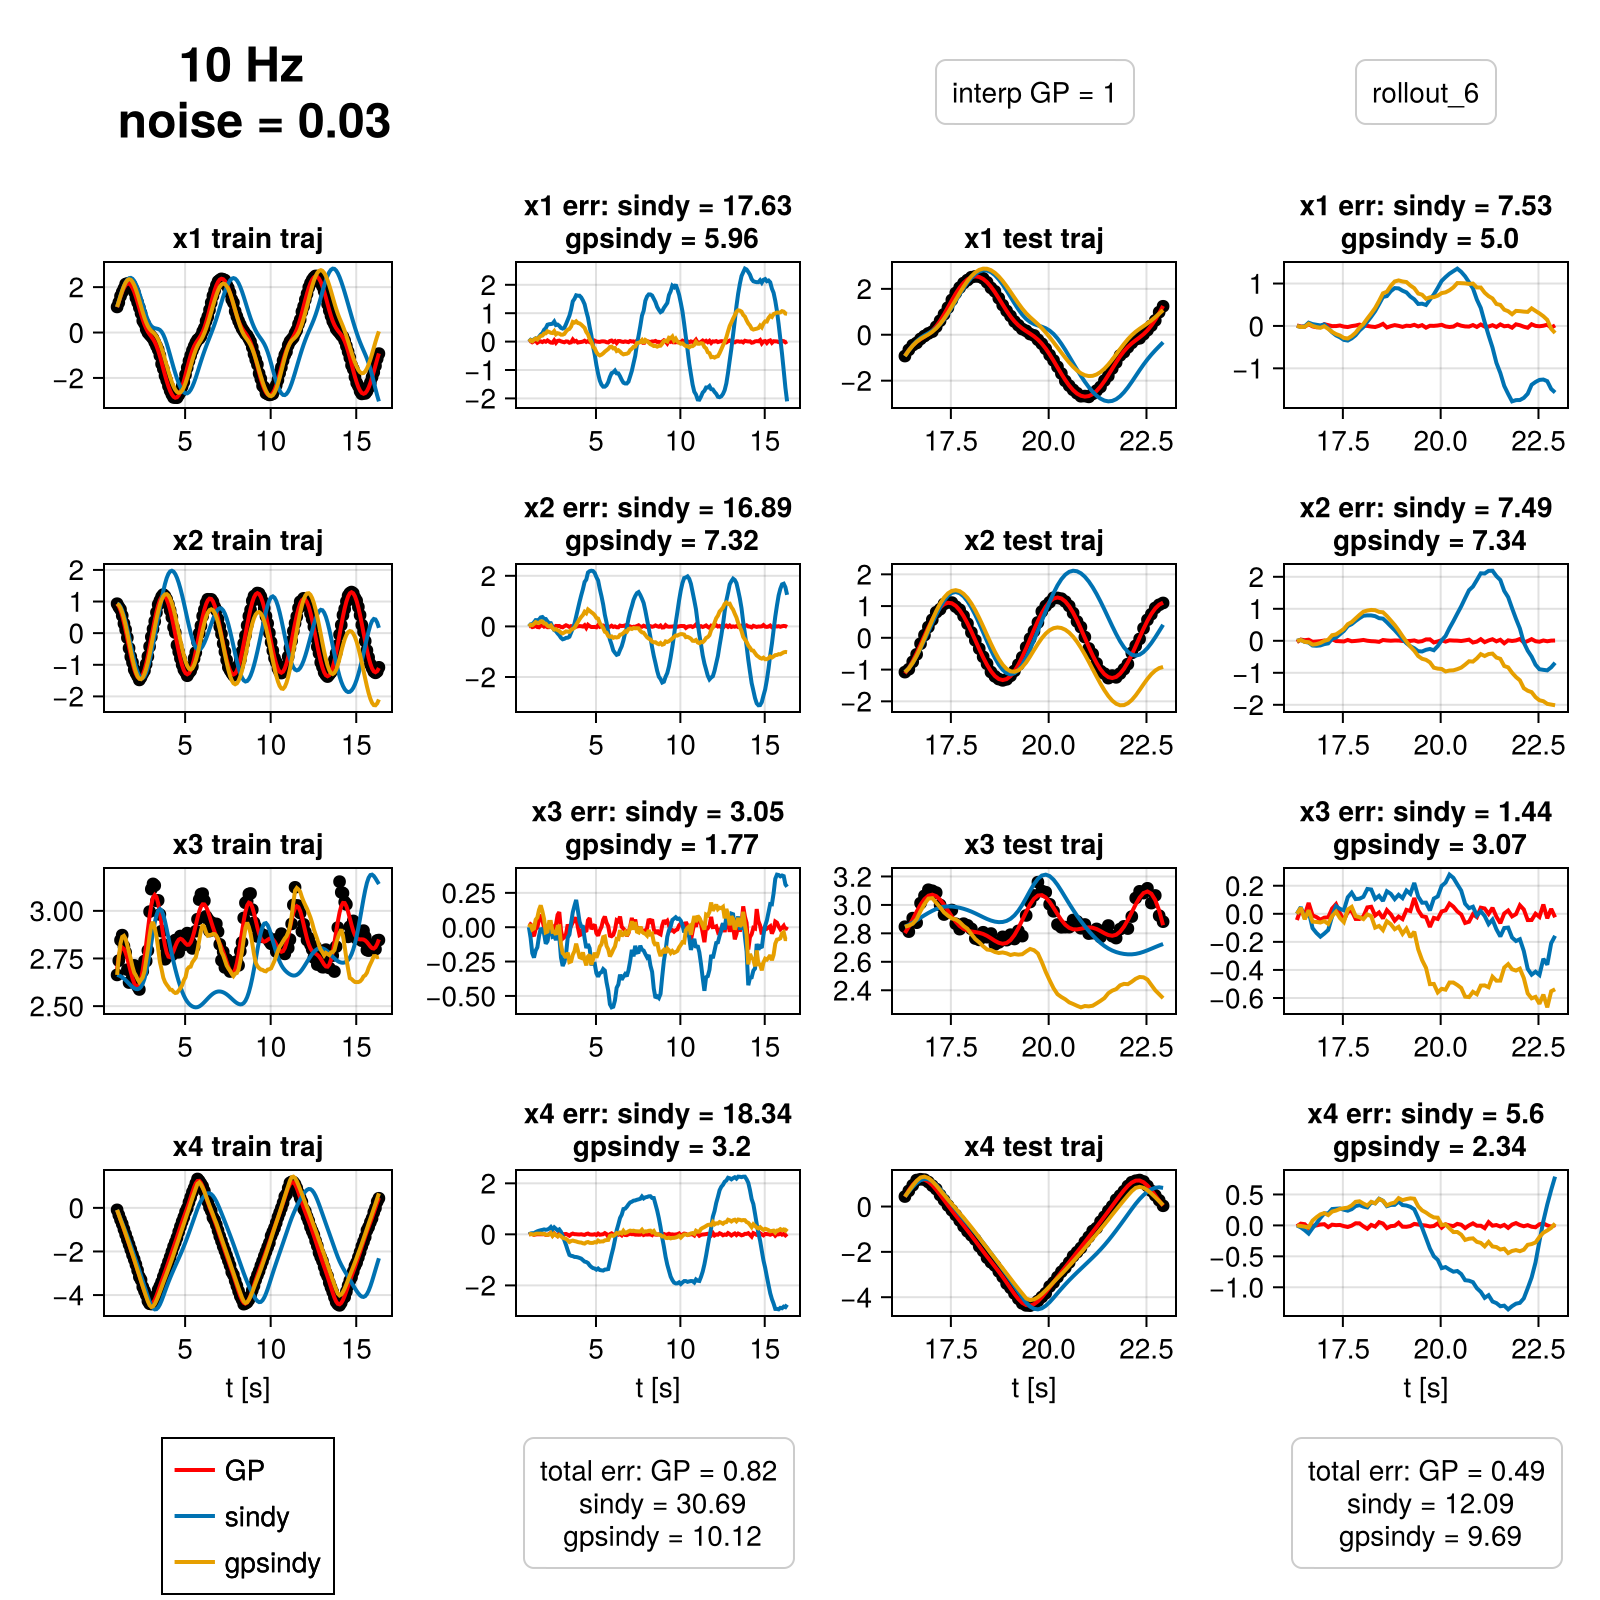 10 Hz
noise = 0.03
interp GP = 1
rollout_6
x1 train traj
2
0
−2
5
10
15
x1 err: sindy = 17.63
gpsindy = 5.96
2
1
0
−1
−2
5
10
15
x1 test traj
2
0
−2
17.5
20.0
22.5
x1 err: sindy = 7.53
gpsindy = 5.0
1
0
−1
17.5
20.0
22.5
x2 train traj
2
1
0
−1
−2
5
10
15
x2 err: sindy = 16.89
gpsindy = 7.32
2
0
−2
5
10
15
x2 test traj
2
1
0
−1
−2
17.5
20.0
22.5
x2 err: sindy = 7.49
gpsindy = 7.34
2
1
0
−1
−2
17.5
20.0
22.5
x3 train traj
3.00
2.75
2.50
5
10
15
x3 err: sindy = 3.05
gpsindy = 1.77
0.25
0.00
−0.25
−0.50
5
10
15
x3 test traj
3.2
3.0
2.8
2.6
2.4
17.5
20.0
22.5
x3 err: sindy = 1.44
gpsindy = 3.07
0.2
0.0
−0.2
−0.4
−0.6
17.5
20.0
22.5
x4 train traj
0
−2
−4
5
10
15
t [s]
x4 err: sindy = 18.34
gpsindy = 3.2
2
0
−2
5
10
15
t [s]
x4 test traj
0
−2
−4
17.5
20.0
22.5
t [s]
x4 err: sindy = 5.6
gpsindy = 2.34
0.5
0.0
−0.5
−1.0
17.5
20.0
22.5
t [s]
GP
sindy
gpsindy
total err: GP = 0.82
sindy = 30.69
gpsindy = 10.12
total err: GP = 0.49
sindy = 12.09
gpsindy = 9.69